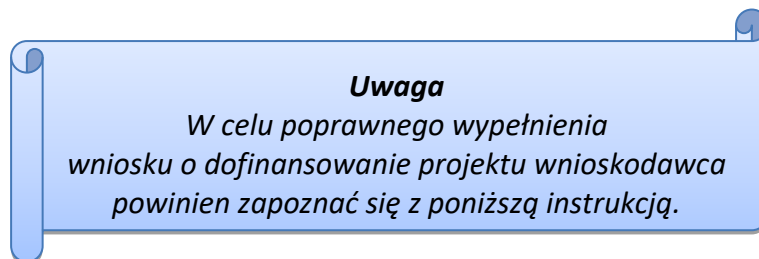 Uwaga
W celu poprawnego wypełnienia
wniosku o dofinansowanie projektu wnioskodawca
powinien zapoznać się z poniższą instrukcją.